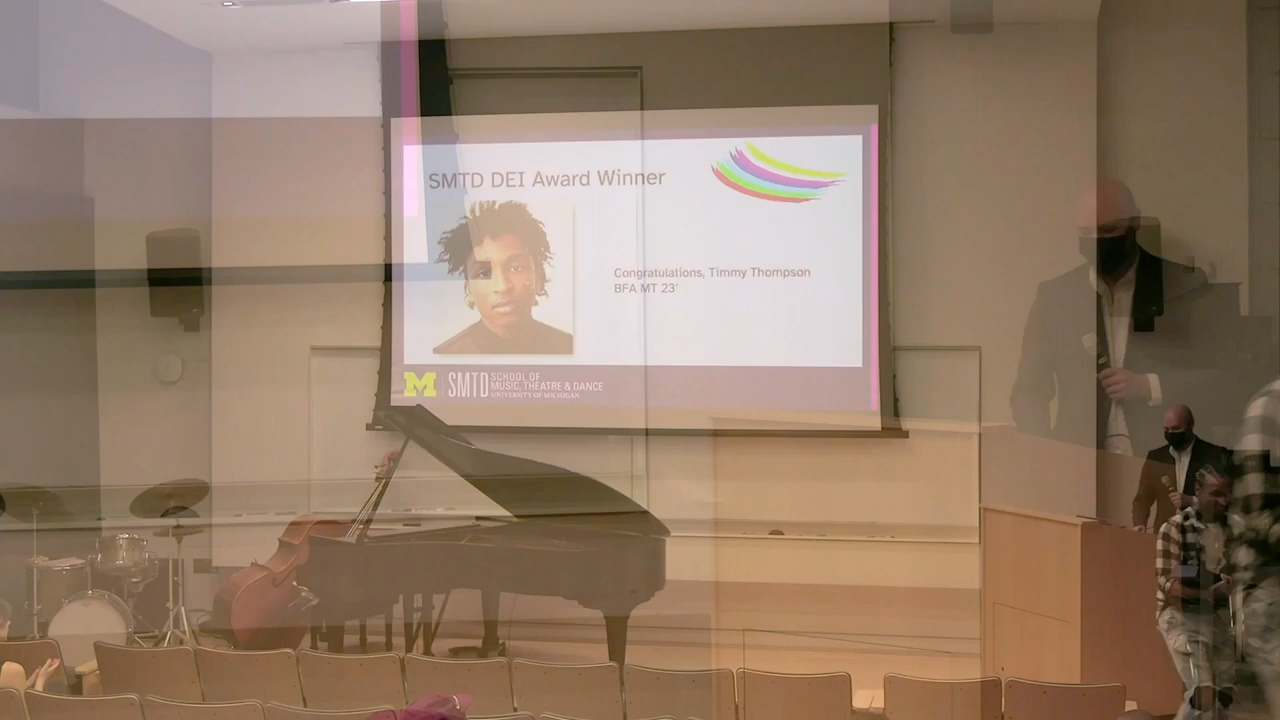 SMTD DEI Award Winner
Congratulations, Timmy Thompson
BFA MT 23'
M SMTD SCHOOL OF
MUSIC, THEATRE & DANCE
UNIVERSITY OF MICHIGAN